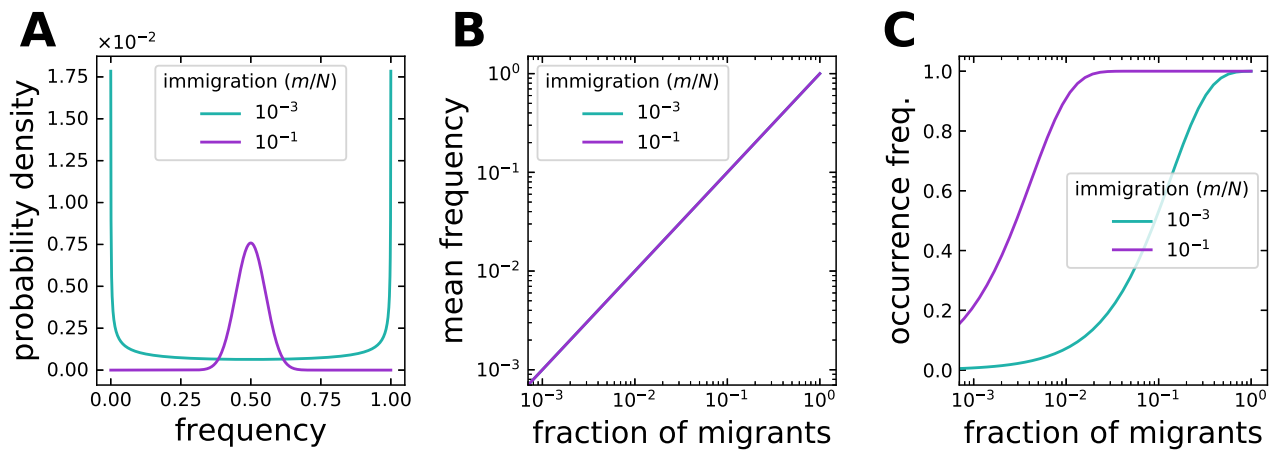 A
×10⁻²
probability density
1.75
1.50
1.25
1.00
0.75
0.50
0.25
0.00
immigration (m/N)
10⁻³
10⁻¹
0.00 0.25 0.50 0.75 1.00
frequency
B
mean frequency
10⁰
10⁻¹
10⁻²
10⁻³
immigration (m/N)
10⁻³
10⁻¹
10⁻³ 10⁻² 10⁻¹ 10⁰
fraction of migrants
C
occurrence freq.
1.0
0.8
0.6
0.4
0.2
0.0
immigration (m/N)
10⁻³
10⁻¹
10⁻³ 10⁻² 10⁻¹ 10⁰
fraction of migrants